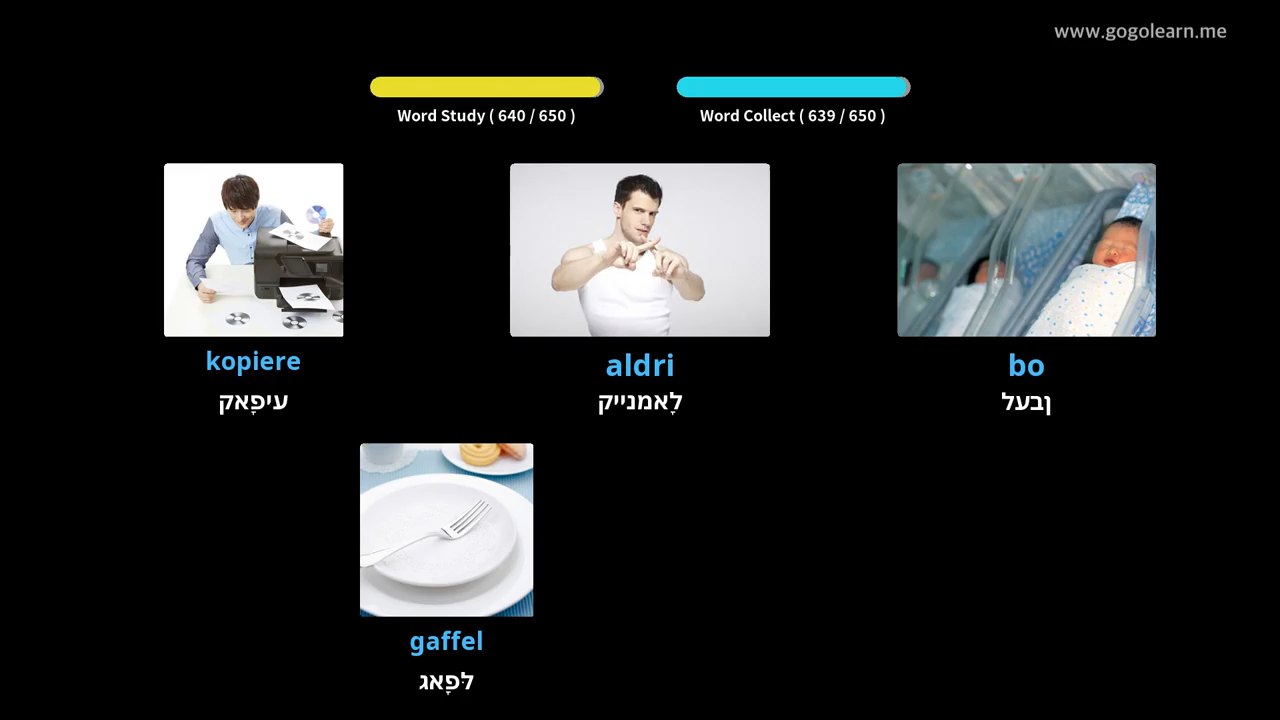 www.gogolearn.me
Word Study ( 640 / 650 )
Word Collect ( 639 / 650 )
kopiere
עיפָאק
aldri
לָאמנייק
bo
ןבעל
gaffel
לּפָאג